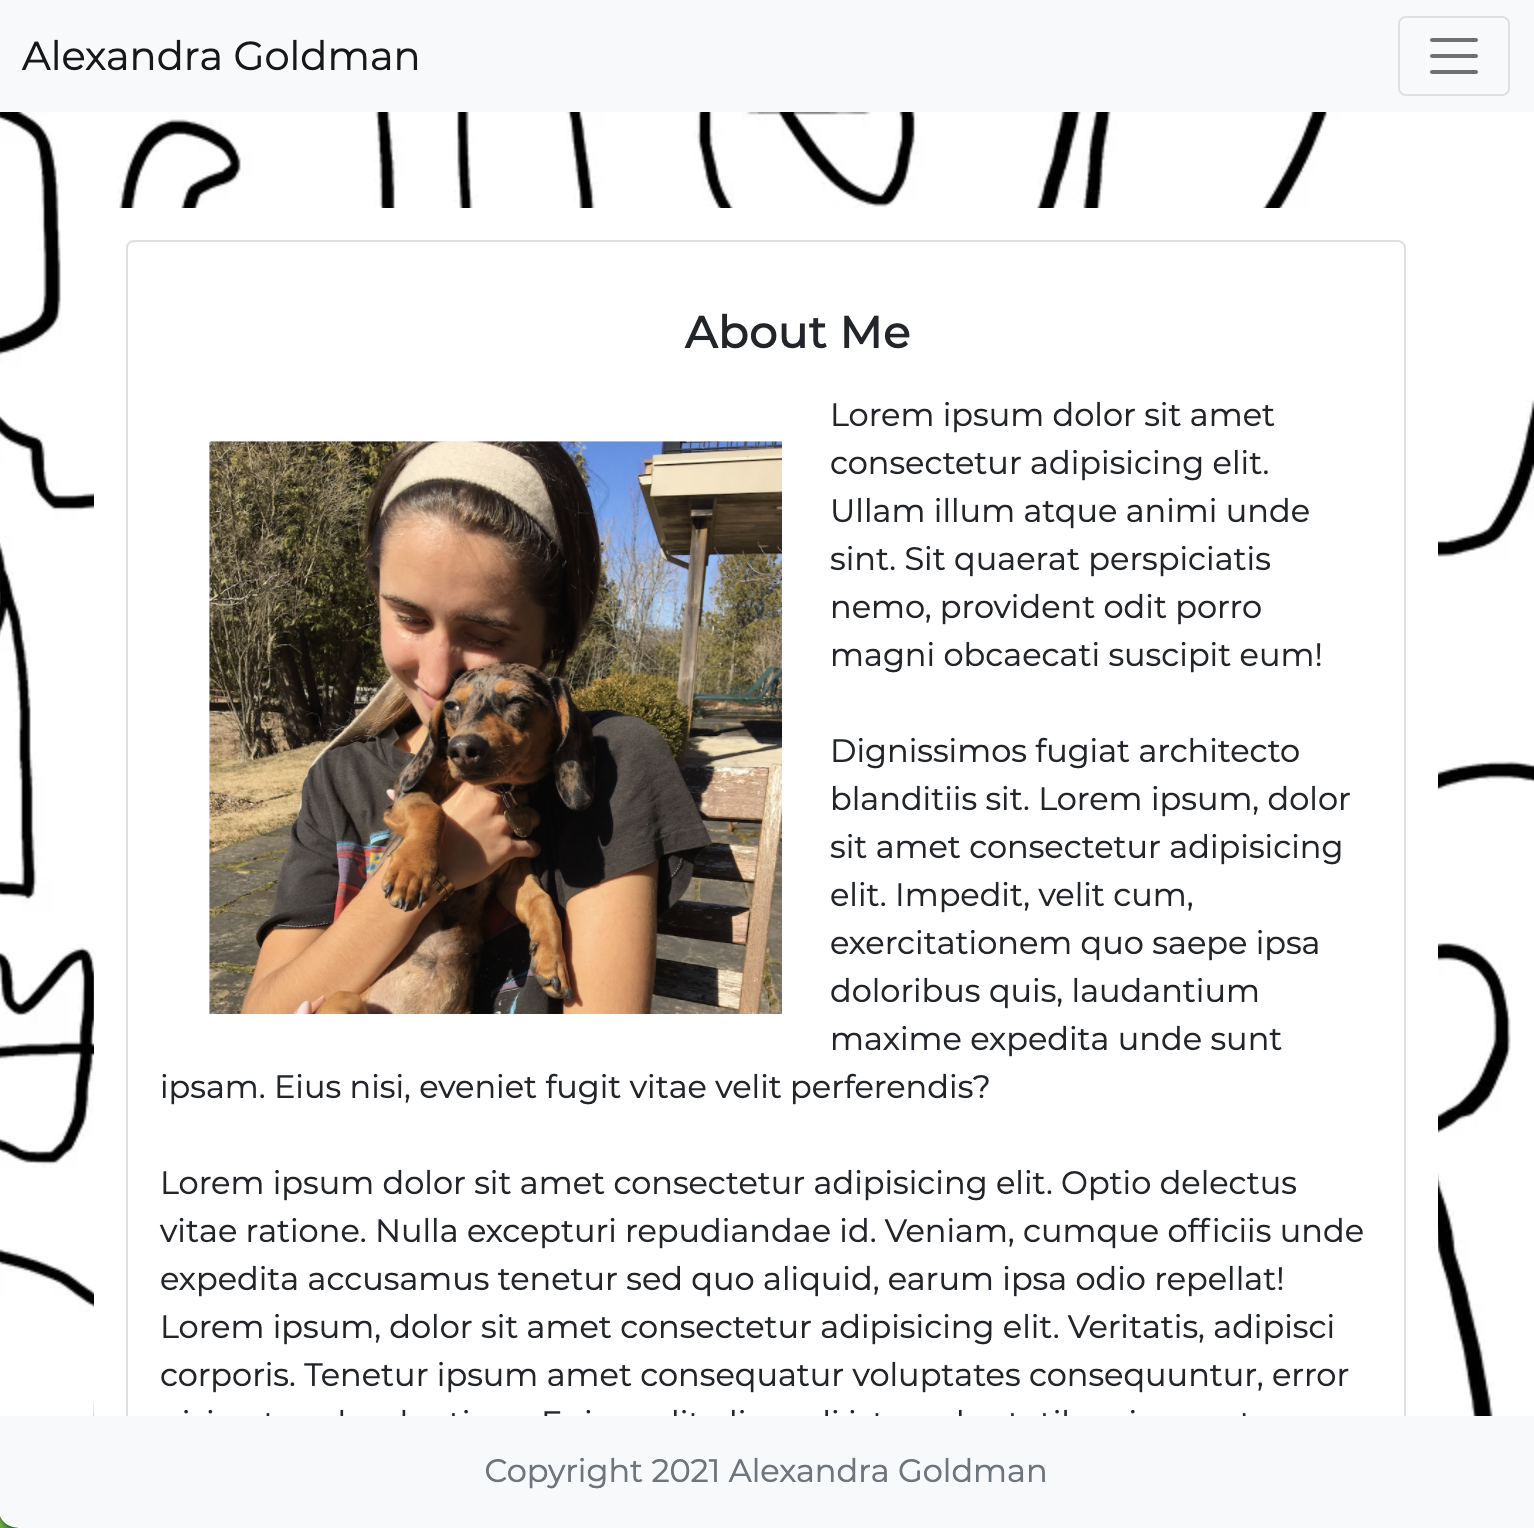 Alexandra Goldman
About Me
Lorem ipsum dolor sit amet
consectetur adipisicing elit.
Ullam illum atque animi unde
sint. Sit quaerat perspiciatis
nemo, provident odit porro
magni obcaecati suscipit eum!
Dignissimos fugiat architecto
blanditiis sit. Lorem ipsum, dolor
sit amet consectetur adipisicing
elit. Impedit, velit cum,
exercitationem quo saepe ipsa
doloribus quis, laudantium
maxime expedita unde sunt
ipsam. Eius nisi, eveniet fugit vitae velit perferendis?
Lorem ipsum dolor sit amet consectetur adipisicing elit. Optio delectus
vitae ratione. Nulla excepturi repudiandae id. Veniam, cumque officiis unde
expedita accusamus tenetur sed quo aliquid, earum ipsa odio repellat!
Lorem ipsum, dolor sit amet consectetur adipisicing elit. Veritatis, adipisci
corporis. Tenetur ipsum amet consequatur voluptates consequuntur, error
Copyright 2021 Alexandra Goldman